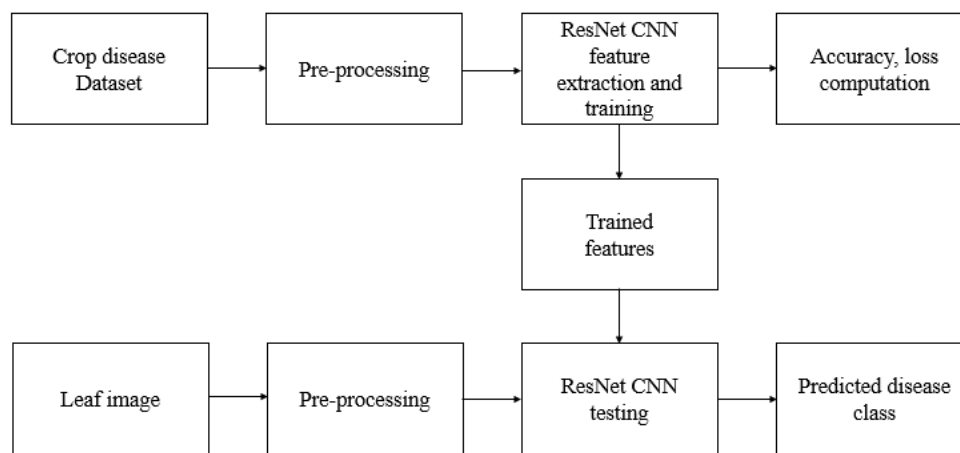 Crop disease
Dataset
Pre-processing
ResNet CNN
feature
extraction and
training
Accuracy, loss
computation
Trained
features
Leaf image
Pre-processing
ResNet CNN
testing
Predicted disease
class